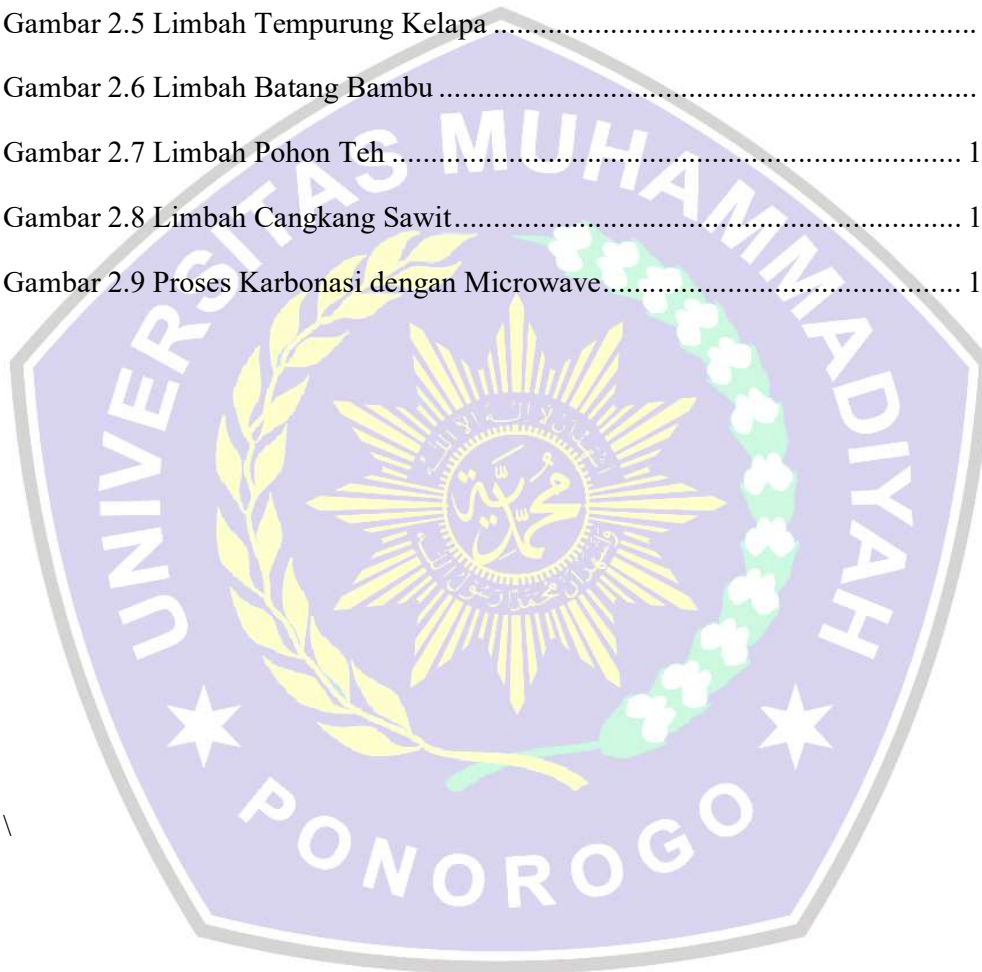 Gambar 2.5 Limbah Tempurung Kelapa ................................................................
Gambar 2.6 Limbah Batang Bambu .......................................................................
Gambar 2.7 Limbah Pohon Teh ........................................................................... 1
Gambar 2.8 Limbah Cangkang Sawit................................................................... 1
Gambar 2.9 Proses Karbonasi dengan Microwave............................................... 1
UNIVERSITAS MUHAMMADIYAH
محمدية
\
PONOROGO